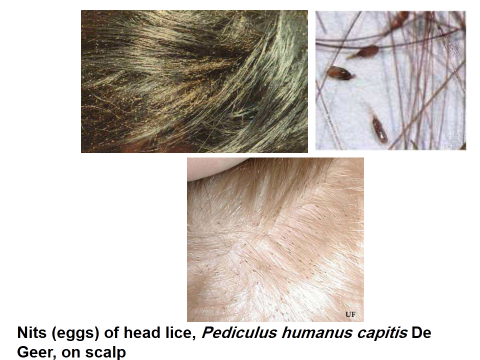 UF
Nits (eggs) of head lice, Pediculus humanus capitis De
Geer, on scalp